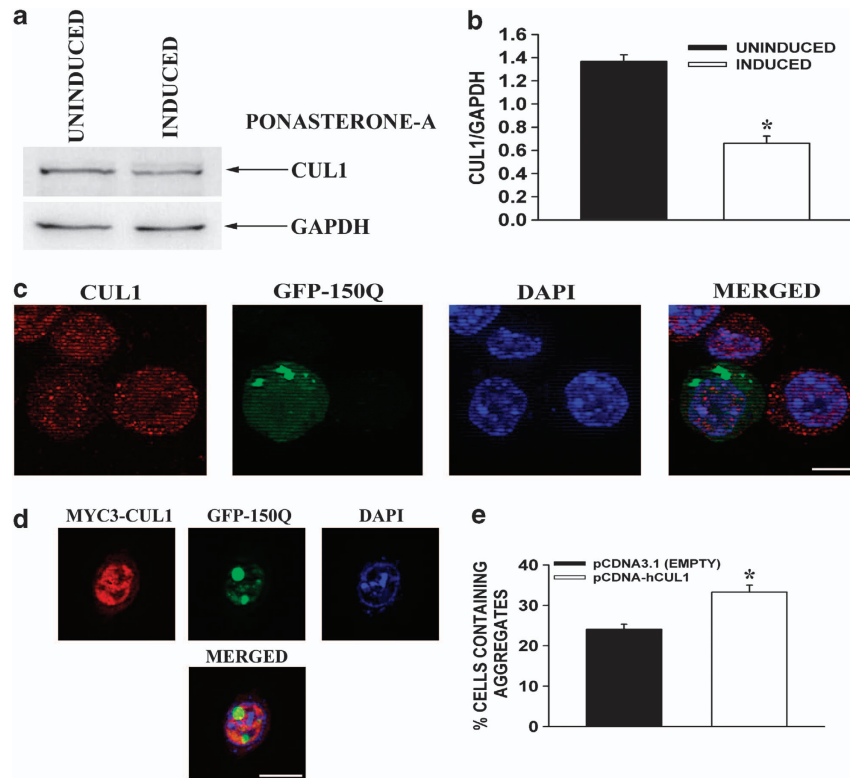 a
UNINDUCED
INDUCED
PONASTERONE-A
CUL1
GAPDH
b
CUL1/GAPDH
1.6
1.4
1.2
1.0
0.8
0.6
0.4
0.2
0.0
UNINDUCED
INDUCED
*
c
CUL1
GFP-150Q
DAPI
MERGED
d
MYC3-CUL1
GFP-150Q
DAPI
MERGED
e
% CELLS CONTAINING
AGGREGATES
40
30
20
10
0
pCDNA3.1 (EMPTY)
pCDNA-hCUL1
*